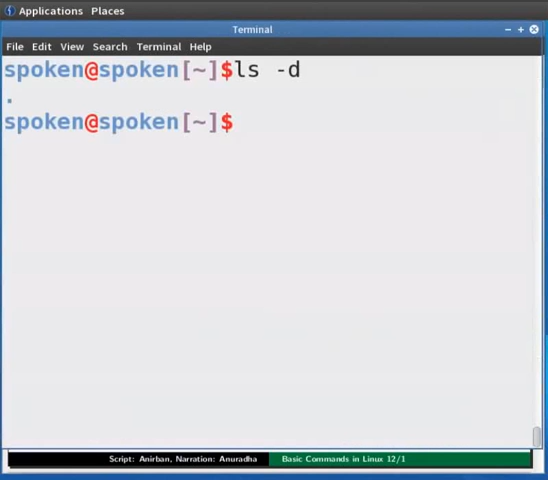 Applications Places
Terminal
File Edit View Search Terminal Help
spoken@spoken[~]$ls -d
.
spoken@spoken[~]$
Script: Anirban, Narration: Anuradha Basic Commands in Linux 12/1